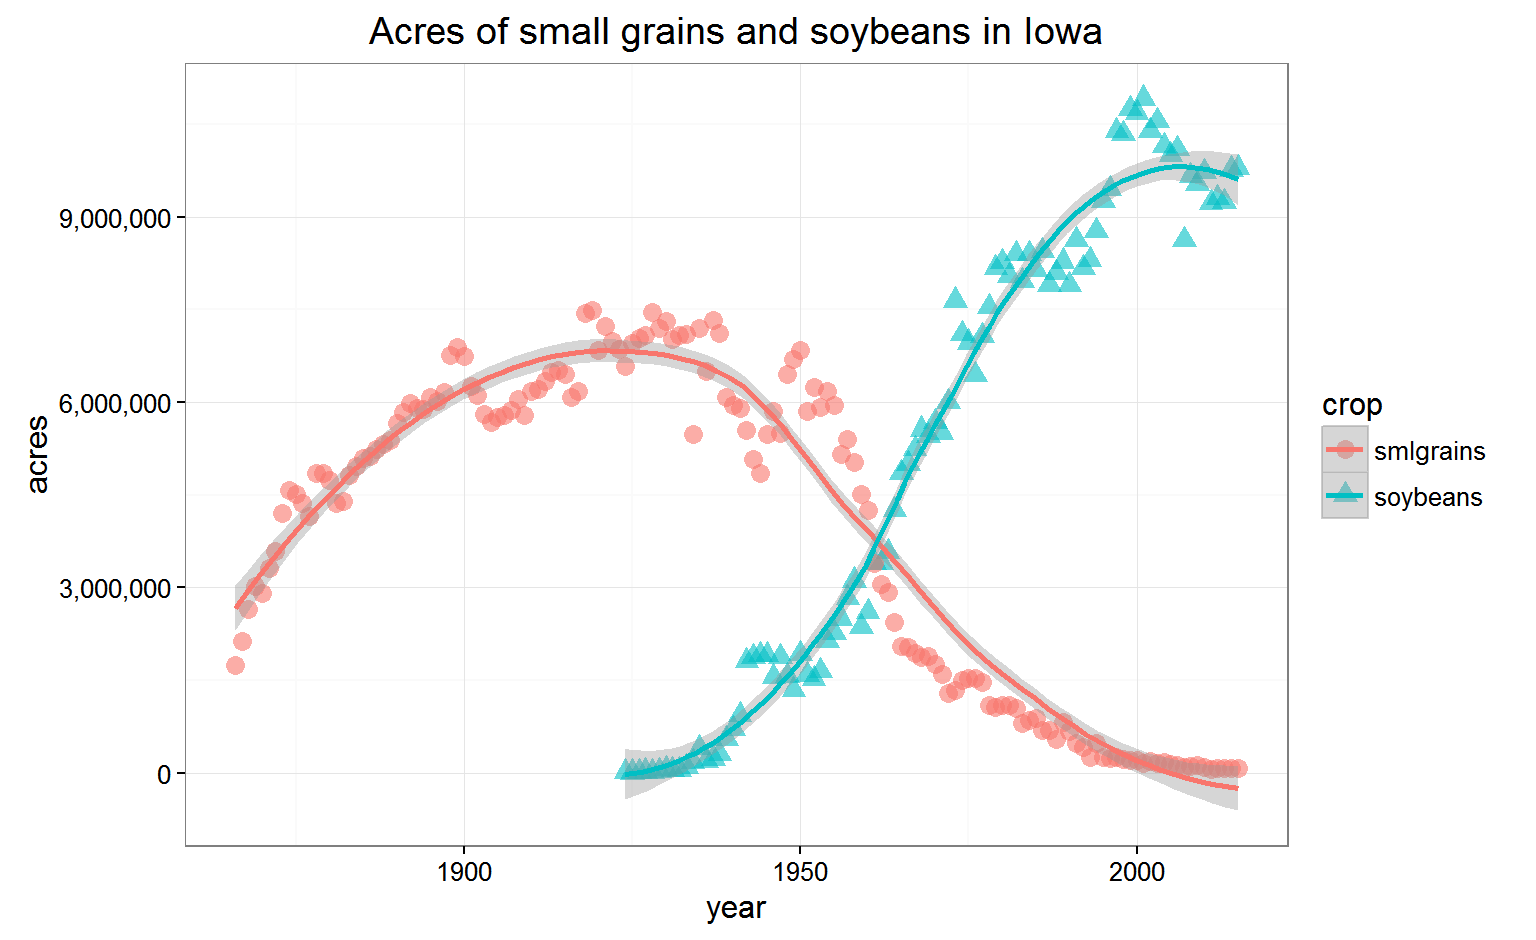 Acres of small grains and soybeans in Iowa
9,000,000
6,000,000
3,000,000
0
acres
1900
1950
2000
year
crop
smlgrains
soybeans